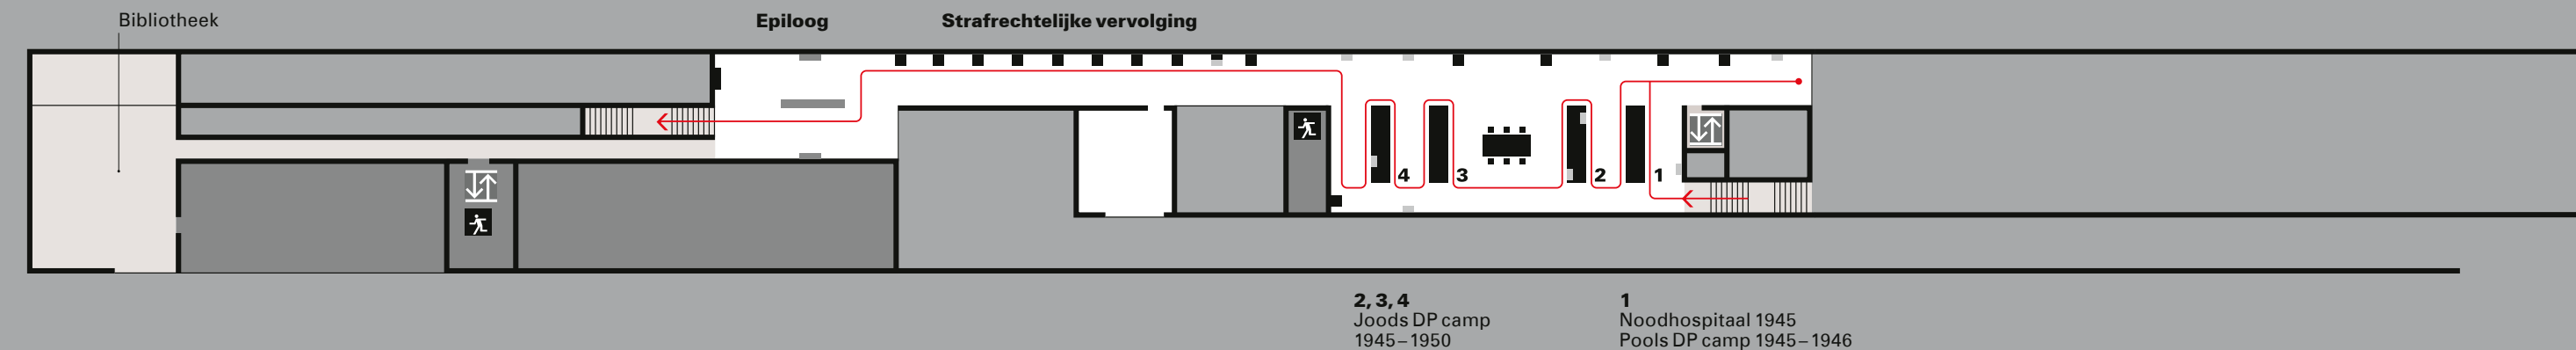 Bibliotheek
Epiloog
Strafrechtelijke vervolging
4
3
2
1
2, 3, 4
Joods DP camp
1945–1950
1
Noodhospitaal 1945
Pools DP camp 1945–1946